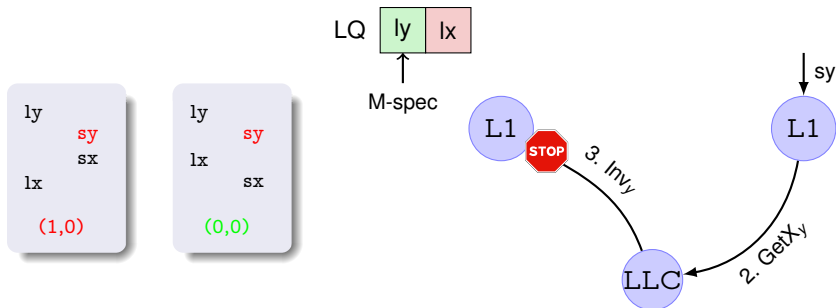 LQ ly lx
M-spec
ly
sy
sx
lx
(1,0)
ly
sy
lx
sx
(0,0)
L1
STOP
3. Invy
sy
L1
2. GetXy
LLC